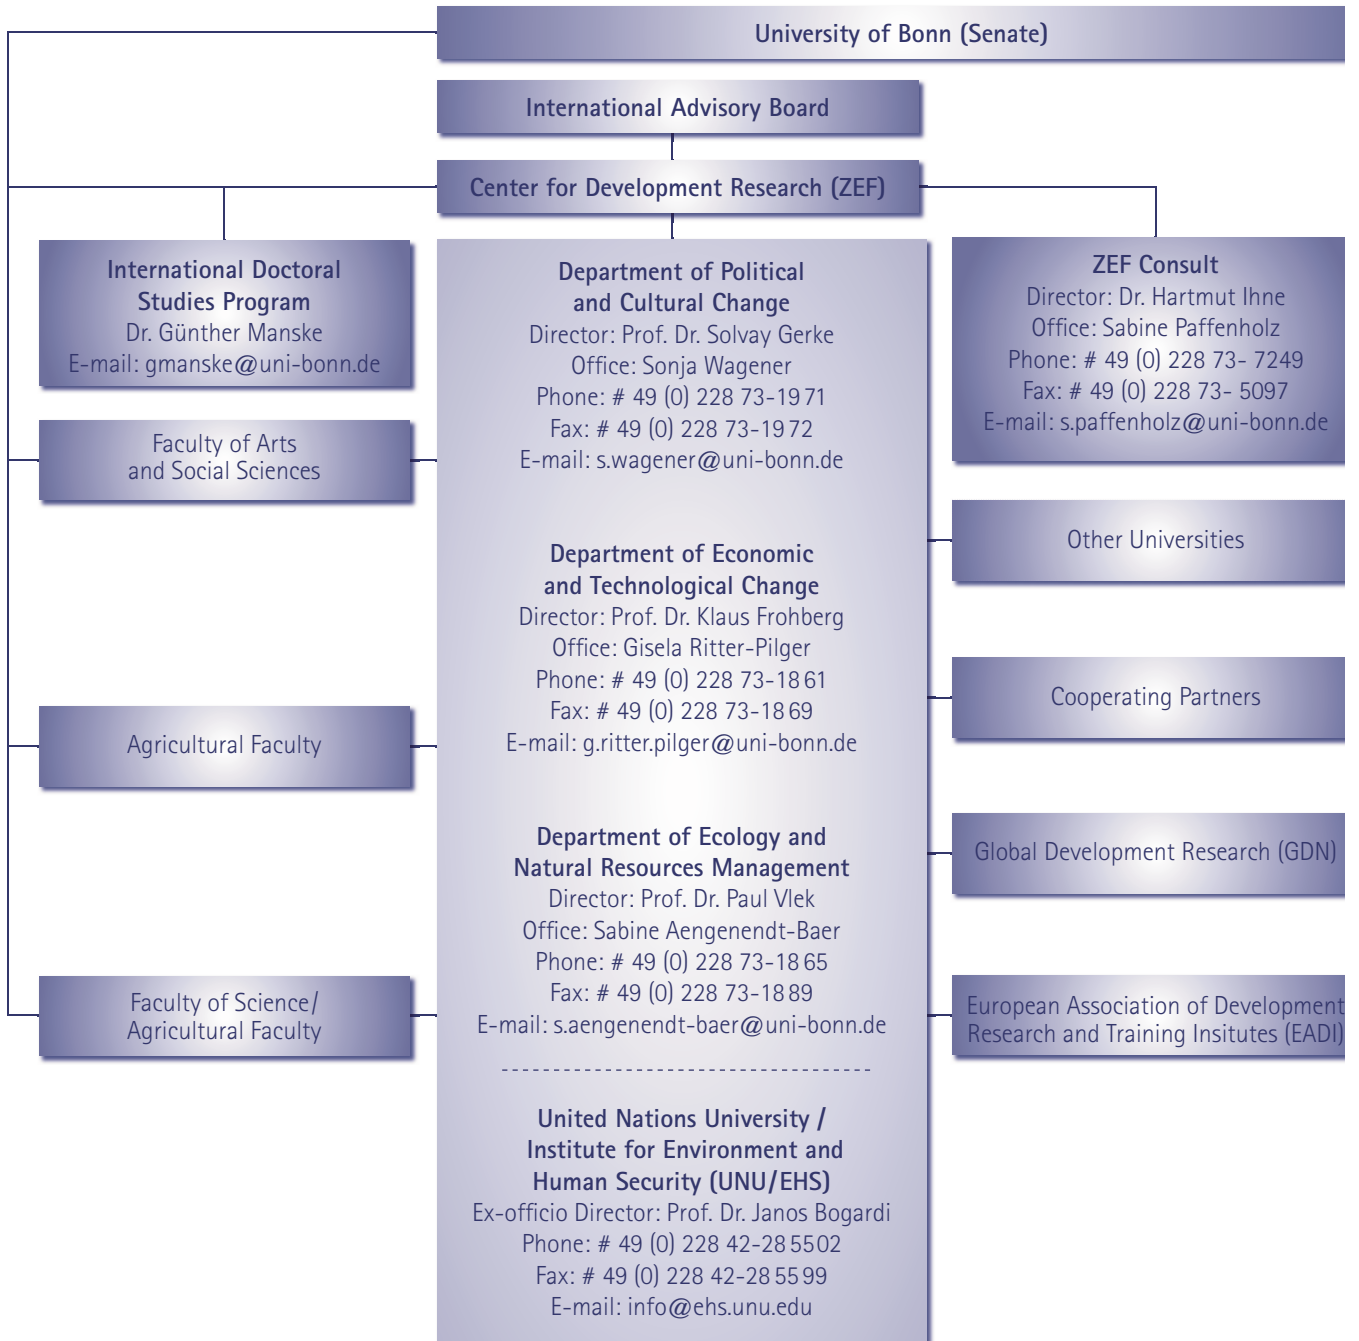 University of Bonn (Senate)
International Advisory Board
Center for Development Research (ZEF)
International Doctoral
Studies Program
Dr. Günther Manske
E-mail: gmanske@uni-bonn.de
Faculty of Arts
and Social Sciences
Agricultural Faculty
Faculty of Science/
Agricultural Faculty
Department of Political
and Cultural Change
Director: Prof. Dr. Solvay Gerke
Office: Sonja Wagener
Phone: # 49 (0) 228 73-1971
Fax: # 49 (0) 228 73-1972
E-mail: s.wagener@uni-bonn.de
Department of Economic
and Technological Change
Director: Prof. Dr. Klaus Frohberg
Office: Gisela Ritter-Pilger
Phone: # 49 (0) 228 73-1861
Fax: # 49 (0) 228 73-1869
E-mail: g.ritter.pilger@uni-bonn.de
Department of Ecology and
Natural Resources Management
Director: Prof. Dr. Paul Vlek
Office: Sabine Aengenendt-Baer
Phone: # 49 (0) 228 73-1865
Fax: # 49 (0) 228 73-1889
E-mail: s.aengenendt-baer@uni-bonn.de
United Nations University /
Institute for Environment and
Human Security (UNU/EHS)
Ex-officio Director: Prof. Dr. Janos Bogardi
Phone: # 49 (0) 228 42-285502
Fax: # 49 (0) 228 42-285599
E-mail: info@ehs.unu.edu
ZEF Consult
Director: Dr. Hartmut Ihne
Office: Sabine Paffenholz
Phone: # 49 (0) 228 73- 7249
Fax: # 49 (0) 228 73- 5097
E-mail: s.paffenholz@uni-bonn.de
Other Universities
Cooperating Partners
Global Development Research (GDN)
European Association of Development
Research and Training Insitutes (EADI)